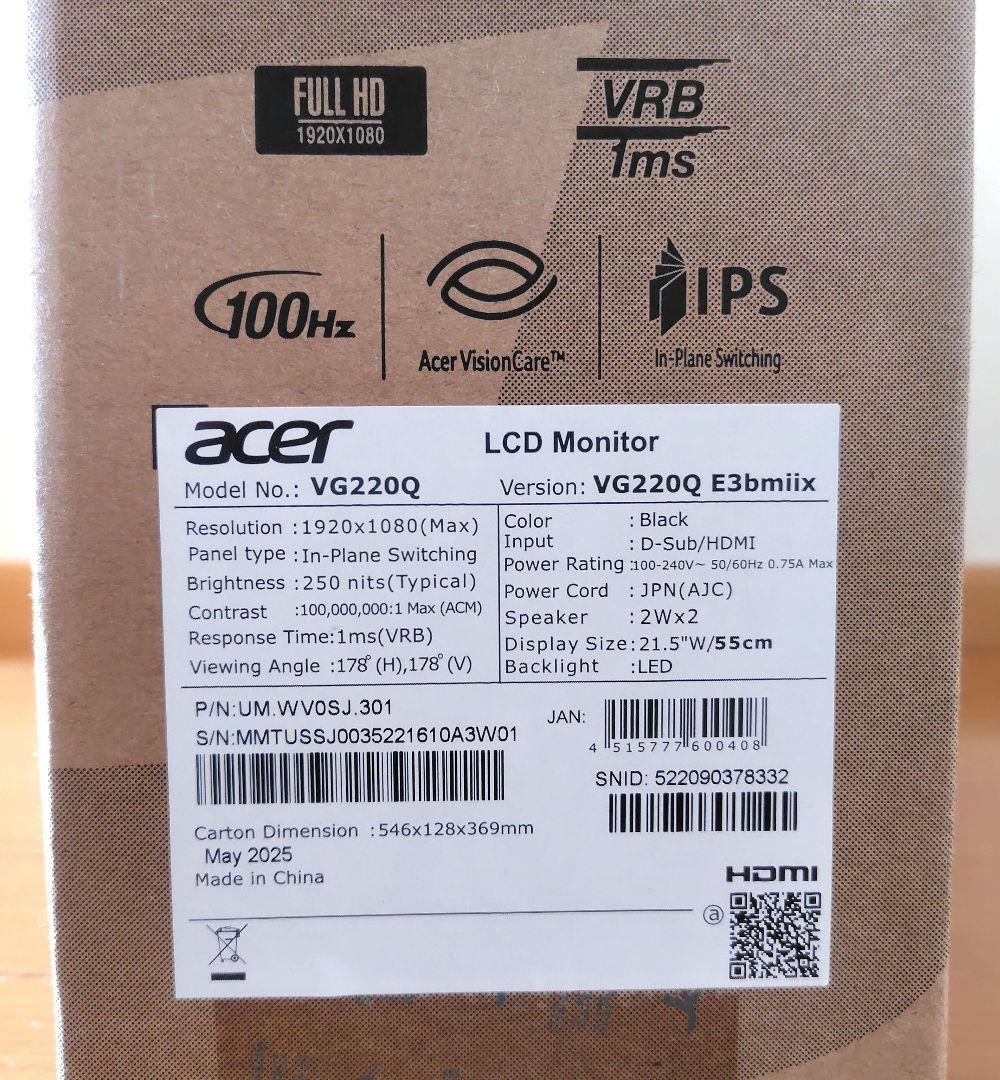 FULL HD
1920X1080
VRB
1ms
100Hz
Acer VisionCare™
IPS
In-Plane Switching
acer
LCD Monitor
Model No.: VG220Q
Version: VG220Q E3bmiix
Resolution :1920x1080(Max)
Panel type :In-Plane Switching
Brightness :250 nits(Typical)
Contrast :100,000,000:1 Max (ACM)
Response Time:1ms(VRB)
Viewing Angle :178°(H),178°(V)
Color :Black
Input : D-Sub/HDMI
Power Rating :100-240V~ 50/60Hz 0.75A Max
Power Cord : JPN(AJC)
Speaker : 2Wx2
Display Size:21.5"W/55cm
Backlight :LED
P/N:UM.WV0SJ.301
S/N:MMTUSSJ0035221610A3W01
JAN:
4 515777 600408
SNID: 522090378332
Carton Dimension :546x128x369mm
May 2025
Made in China
HDMI
a